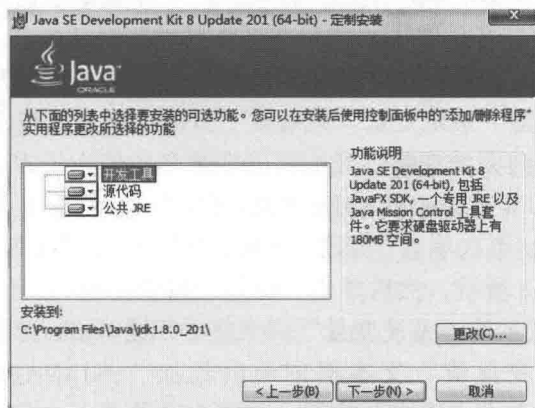 Java SE Development Kit 8 Update 201 (64-bit) - 定制安装
Java
ORACLE
从下面的列表中选择要安装的可选功能。您可以在安装后使用控制面板中的“添加/删除程序”
实用程序更改所选择的功能
开发工具
源代码
公共 JRE
功能说明
Java SE Development Kit 8
Update 201 (64-bit), 包括
JavaFX SDK, 一个专用 JRE 以及
Java Mission Control 工具套
件。它要求硬盘驱动器上有
180MB 空间。
安装到:
C:\Program Files\Java\jdk1.8.0_201\
更改(C)...
<上一步(B)
下一步(N) >
取消